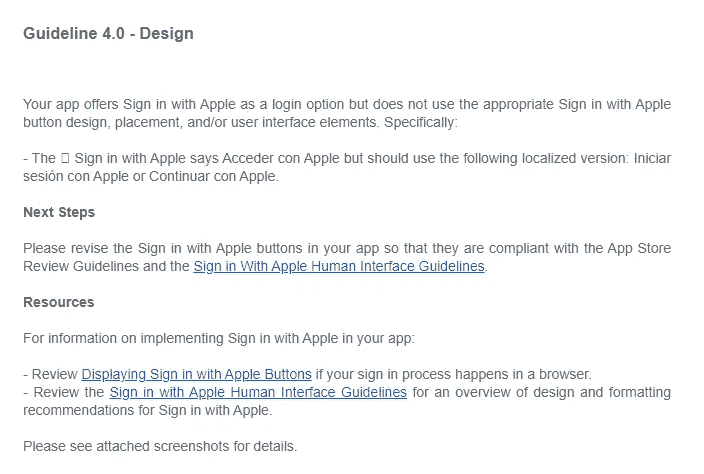 Guideline 4.0 - Design
Your app offers Sign in with Apple as a login option but does not use the appropriate Sign in with Apple
button design, placement, and/or user interface elements. Specifically:
- The  Sign in with Apple says Acceder con Apple but should use the following localized version: Iniciar
sesión con Apple or Continuar con Apple.
Next Steps
Please revise the Sign in with Apple buttons in your app so that they are compliant with the App Store
Review Guidelines and the Sign in With Apple Human Interface Guidelines.
Resources
For information on implementing Sign in with Apple in your app:
- Review Displaying Sign in with Apple Buttons if your sign in process happens in a browser.
- Review the Sign in with Apple Human Interface Guidelines for an overview of design and formatting
recommendations for Sign in with Apple.
Please see attached screenshots for details.